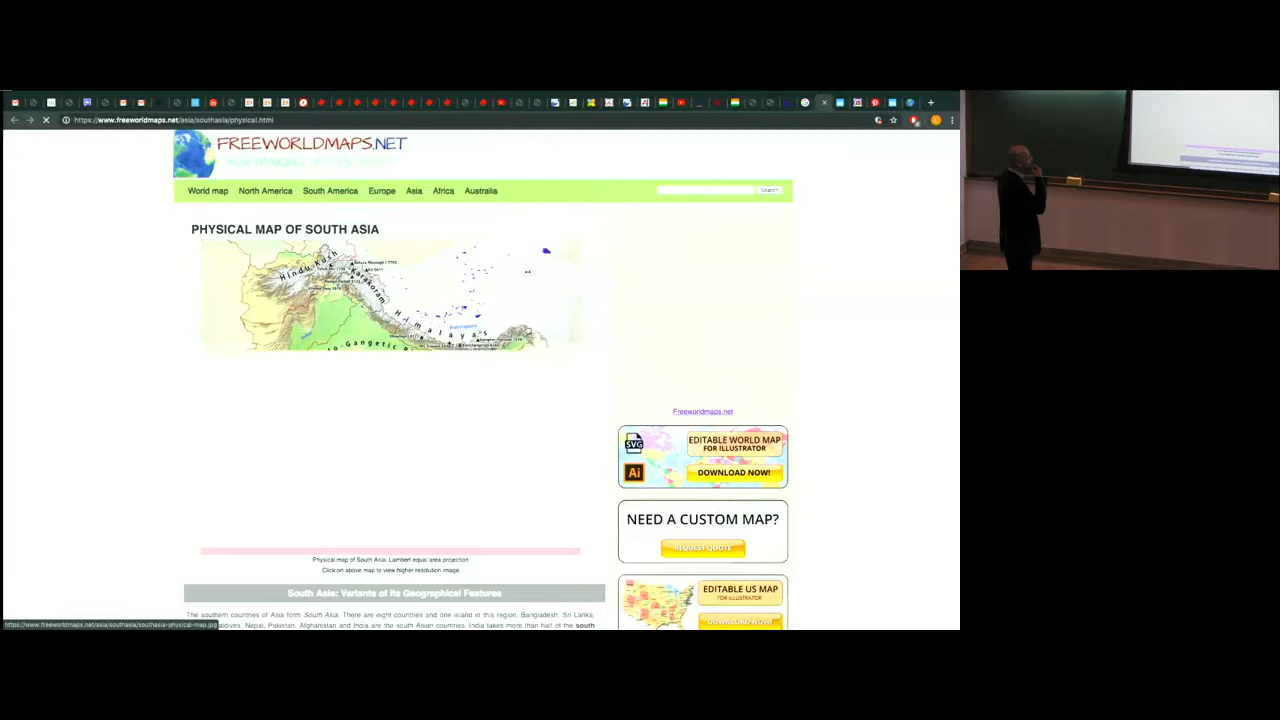 https://www.freeworldmaps.net/asia/southasia/physical.html
FREEWORLDMAPS.NET
World map North America South America Europe Asia Africa Australia
Search
PHYSICAL MAP OF SOUTH ASIA
Hindu Kush
Karakoram
Himalayas
o-Gangetic P
Freeworldmaps.net
SVG
EDITABLE WORLD MAP
FOR ILLUSTRATOR
Ai
DOWNLOAD NOW!
NEED A CUSTOM MAP?
REQUEST QUOTE
Physical map of South Asia. Lambert equal area projection
Click on above map to view higher resolution image
EDITABLE US MAP
FOR ILLUSTRATOR
DOWNLOAD NOW!
South Asia: Variants of Its Geographical Features
The southern countries of Asia form South Asia. There are eight countries and one island in this region. Bangladesh, Sri Lanka,
aldives, Nepal, Pakistan, Afghanistan and India are the south Asian countries. India takes more than half of the south
https://www.freeworldmaps.net/asia/southasia/southasia-physical-map.jpg